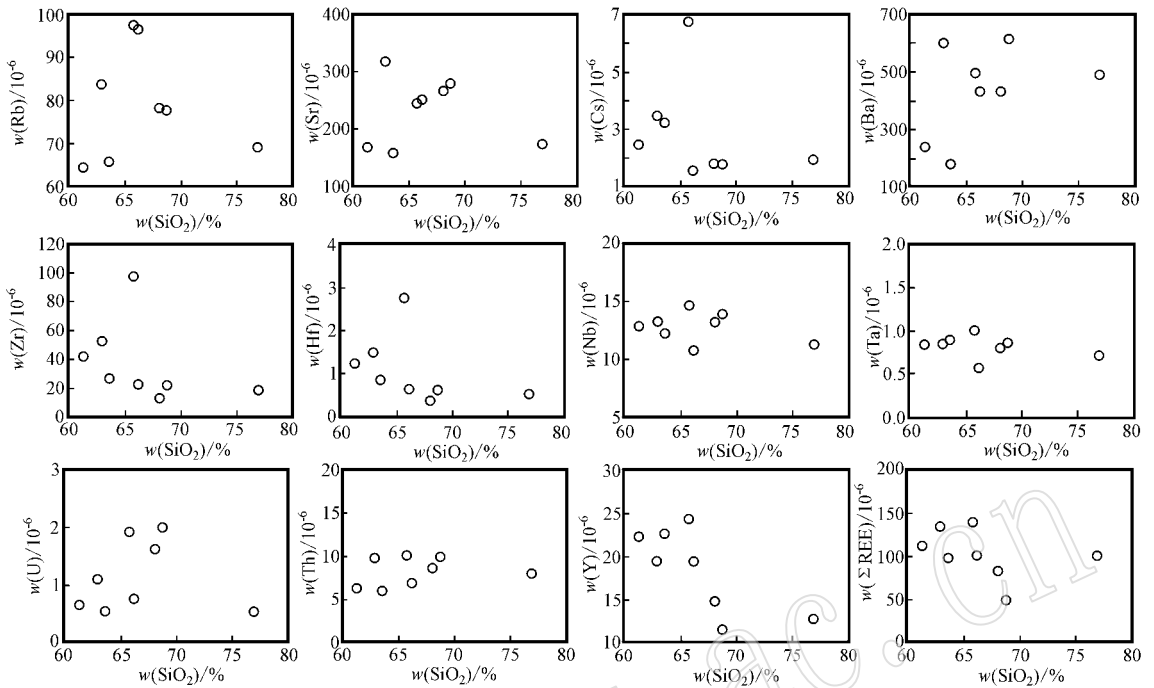 100
90
80
70
60
w(Rb)/10⁻⁶
60 65 70 75 80
w(SiO₂)/%
400
300
200
100
w(Sr)/10⁻⁶
60 65 70 75 80
w(SiO₂)/%
7
5
3
1
w(Cs)/10⁻⁶
60 65 70 75 80
w(SiO₂)/%
700
500
300
100
w(Ba)/10⁻⁶
60 65 70 75 80
w(SiO₂)/%
120
100
80
60
40
20
0
w(Zr)/10⁻⁶
60 65 70 75 80
w(SiO₂)/%
4
3
2
1
0
w(Hf)/10⁻⁶
60 65 70 75 80
w(SiO₂)/%
20
15
10
5
w(Nb)/10⁻⁶
60 65 70 75 80
w(SiO₂)/%
2.0
1.5
1.0
0.5
0.0
w(Ta)/10⁻⁶
60 65 70 75 80
w(SiO₂)/%
3
2
1
0
w(U)/10⁻⁶
60 65 70 75 80
w(SiO₂)/%
20
15
10
5
0
w(Th)/10⁻⁶
60 65 70 75 80
w(SiO₂)/%
30
25
20
15
10
w(Y)/10⁻⁶
60 65 70 75 80
w(SiO₂)/%
200
150
100
50
0
w(ΣREE)/10⁻⁶
60 65 70 75 80
w(SiO₂)/%
ac.cn